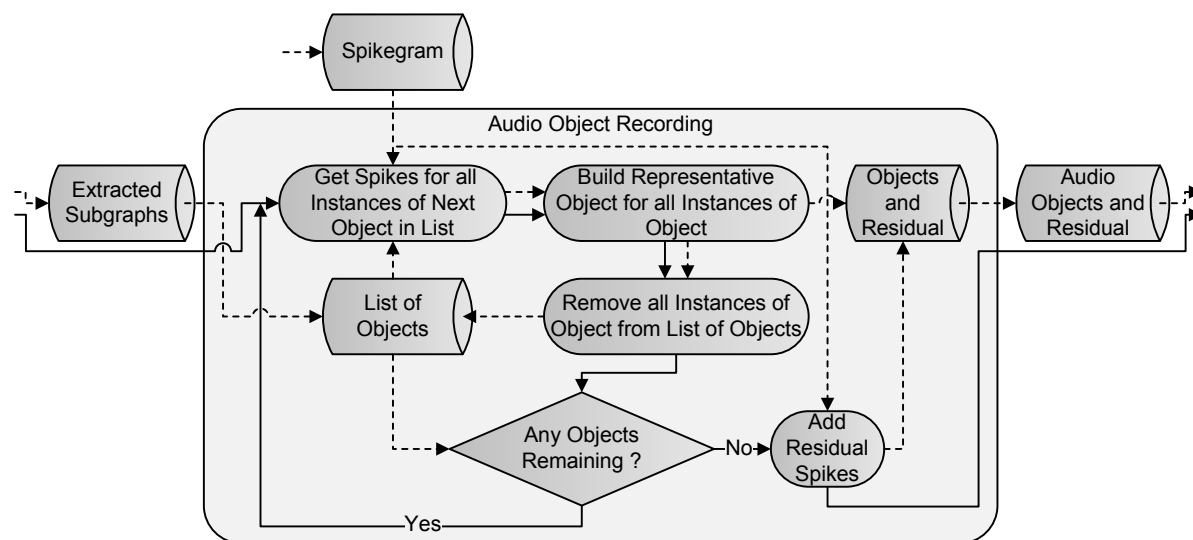 Spikegram
Audio Object Recording
Extracted
Subgraphs
Get Spikes for all
Instances of Next
Object in List
Build Representative
Object for all Instances of
Object
Objects
and
Residual
Audio
Objects and
Residual
List of
Objects
Remove all Instances of
Object from List of Objects
Any Objects
Remaining ?
No
Add
Residual
Spikes
Yes